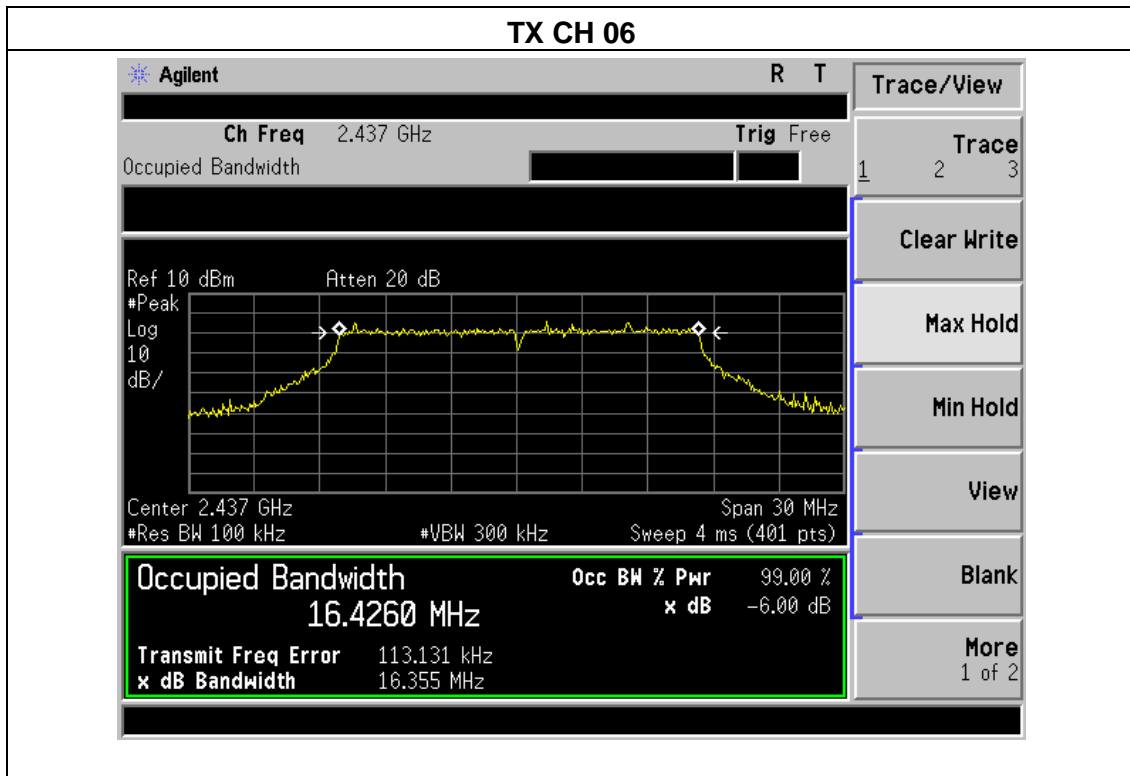 TX CH 06
Agilent R T
Ch Freq 2.437 GHz Trig Free
Occupied Bandwidth
Ref 10 dBm Atten 20 dB
#Peak
Log
10
dB/
Center 2.437 GHz Span 30 MHz
#Res BW 100 kHz #VBW 300 kHz Sweep 4 ms (401 pts)
Occupied Bandwidth
16.4260 MHz
Occ BW % Pwr 99.00 %
x dB -6.00 dB
Transmit Freq Error 113.131 kHz
x dB Bandwidth 16.355 MHz
Trace/View
Trace
1 2 3
Clear Write
Max Hold
Min Hold
View
Blank
More
1 of 2